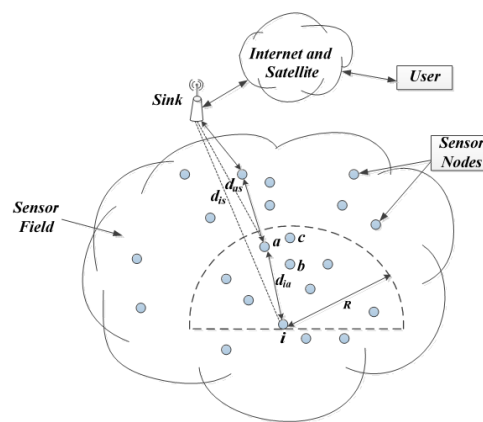 Internet and
Satellite
User
Sink
Sensor
Nodes
d_as
d_is
Sensor
Field
c
a
b
d_ia
R
i